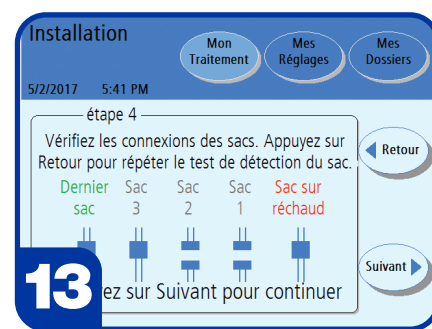 Installation
Mon
Traitement
Mes
Réglages
Mes
Dossiers
5/2/2017 5:41 PM
étape 4
Vérifiez les connexions des sacs. Appuyez sur
Retour pour répéter le test de détection du sac.
Retour
Dernier Sac Sac Sac Sac sur
sac 3 2 1 réchaud
Suivant
13
ez sur Suivant pour continuer